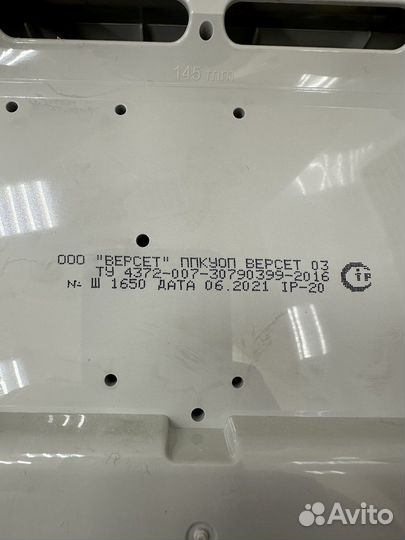 145 mm
ООО "ВЕРСЕТ" ППКУОП ВЕРСЕТ 03
ТУ 4372-007-30790399-2016
№ Ш 1650 ДАТА 06.2021 IP-20
Avito